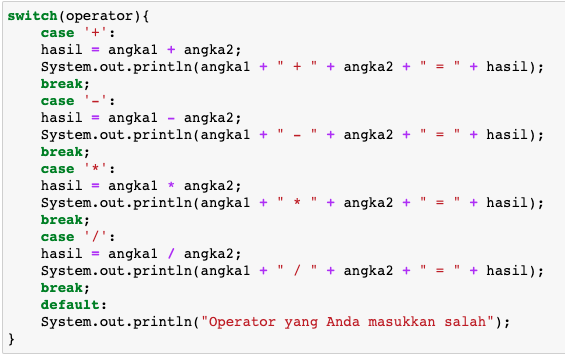 switch(operator){
    case '+':
    hasil = angka1 + angka2;
    System.out.println(angka1 + " + " + angka2 + " = " + hasil);
    break;
    case '-':
    hasil = angka1 - angka2;
    System.out.println(angka1 + " - " + angka2 + " = " + hasil);
    break;
    case '*':
    hasil = angka1 * angka2;
    System.out.println(angka1 + " * " + angka2 + " = " + hasil);
    break;
    case '/':
    hasil = angka1 / angka2;
    System.out.println(angka1 + " / " + angka2 + " = " + hasil);
    break;
    default:
    System.out.println("Operator yang Anda masukkan salah");
}